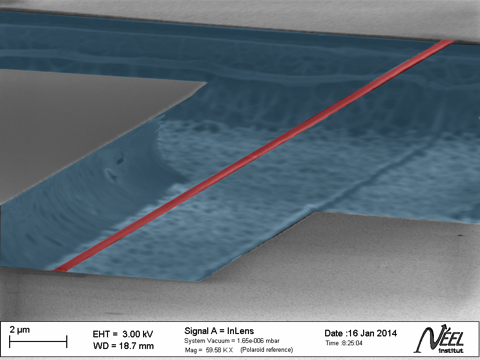 2 µm
EHT = 3.00 kV
WD = 18.7 mm
Signal A = InLens
System Vacuum = 1.65e-006 mbar
Mag = 59.58 K X (Polaroid reference)
Date :16 Jan 2014
Time :8:25:04
NÉEL
institut